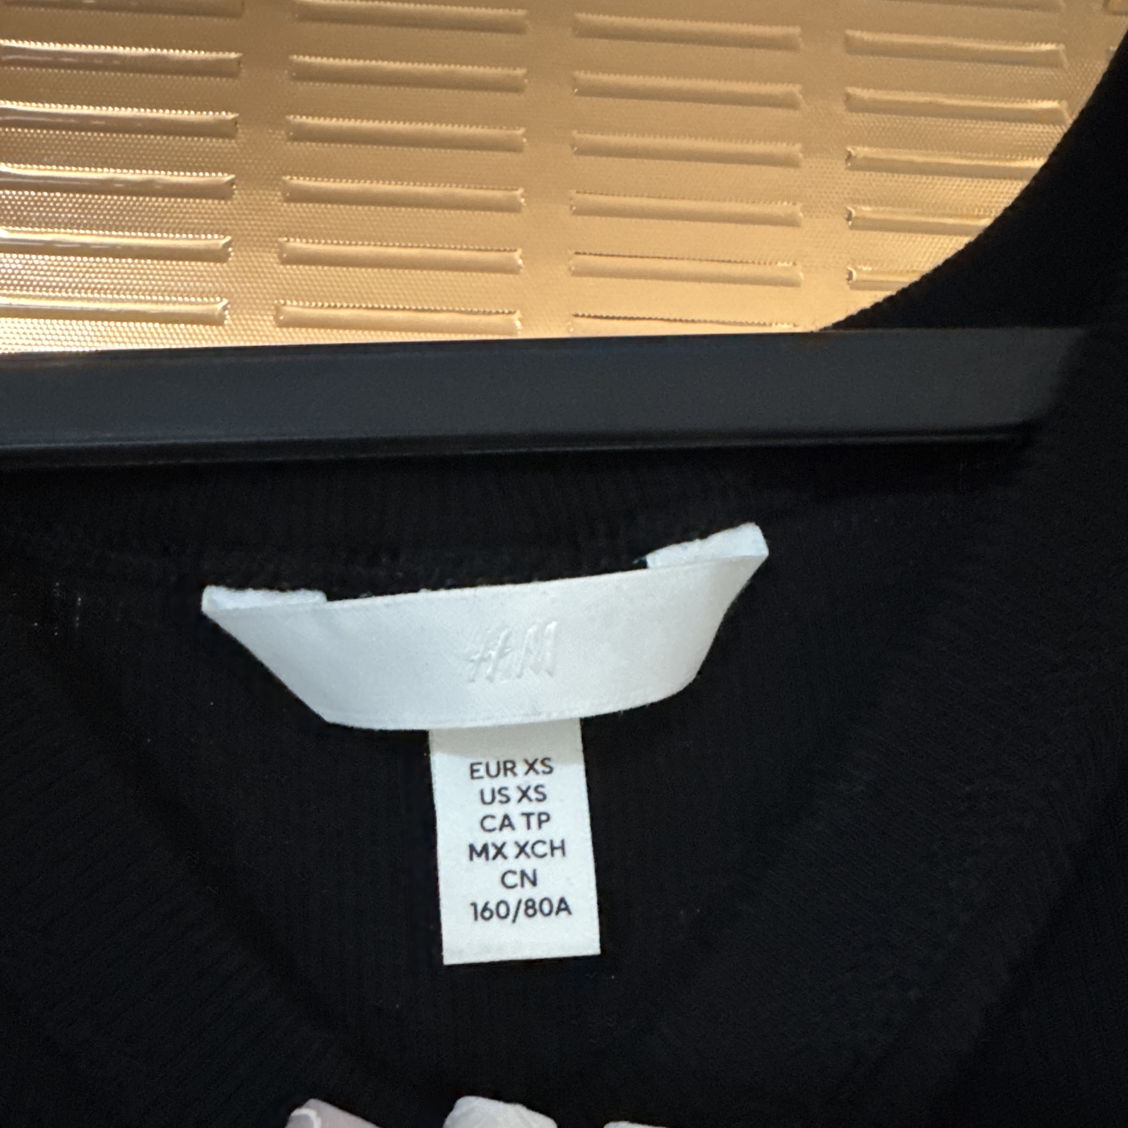 H&M
EUR XS
US XS
CA TP
MX XCH
CN
160/80A